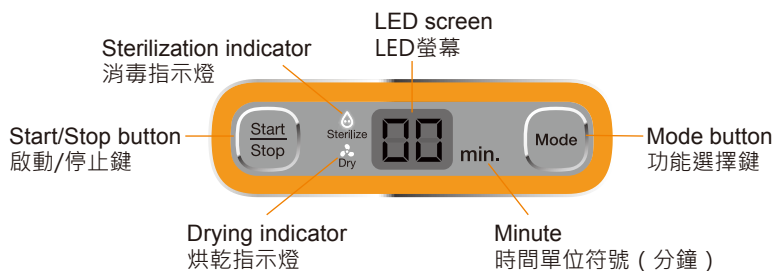 LED screen
LED螢幕
Sterilization indicator
消毒指示燈
Start/Stop button
啟動/停止鍵
Start
Stop
Sterilize
Dry
00
min.
Mode
Mode button
功能選擇鍵
Drying indicator
烘乾指示燈
Minute
時間單位符號（分鐘）